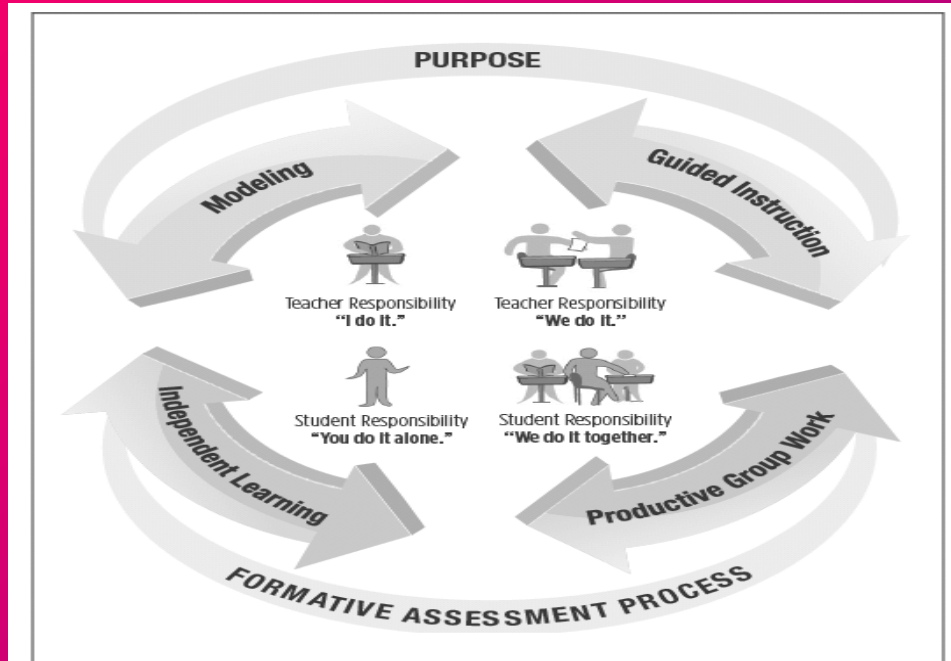 PURPOSE
Modeling
Guided Instruction
Teacher Responsibility
“I do it.”
Teacher Responsibility
“We do it.”
Student Responsibility
“You do it alone.”
Student Responsibility
“We do it together.”
Independent Learning
Productive Group Work
FORMATIVE ASSESSMENT PROCESS